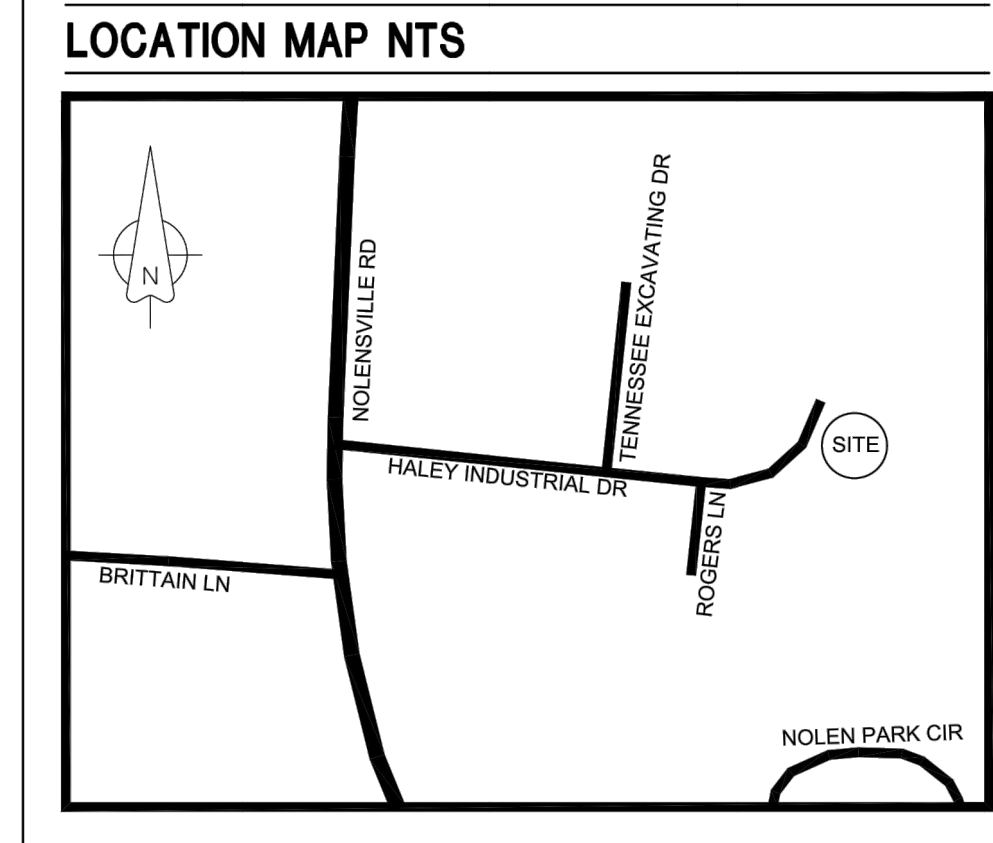 LOCATION MAP NTS
N
NOLENSVILLE RD
TENNESSEE EXCAVATING DR
SITE
HALEY INDUSTRIAL DR
ROGERS LN
BRITTAIN LN
NOLEN PARK CIR